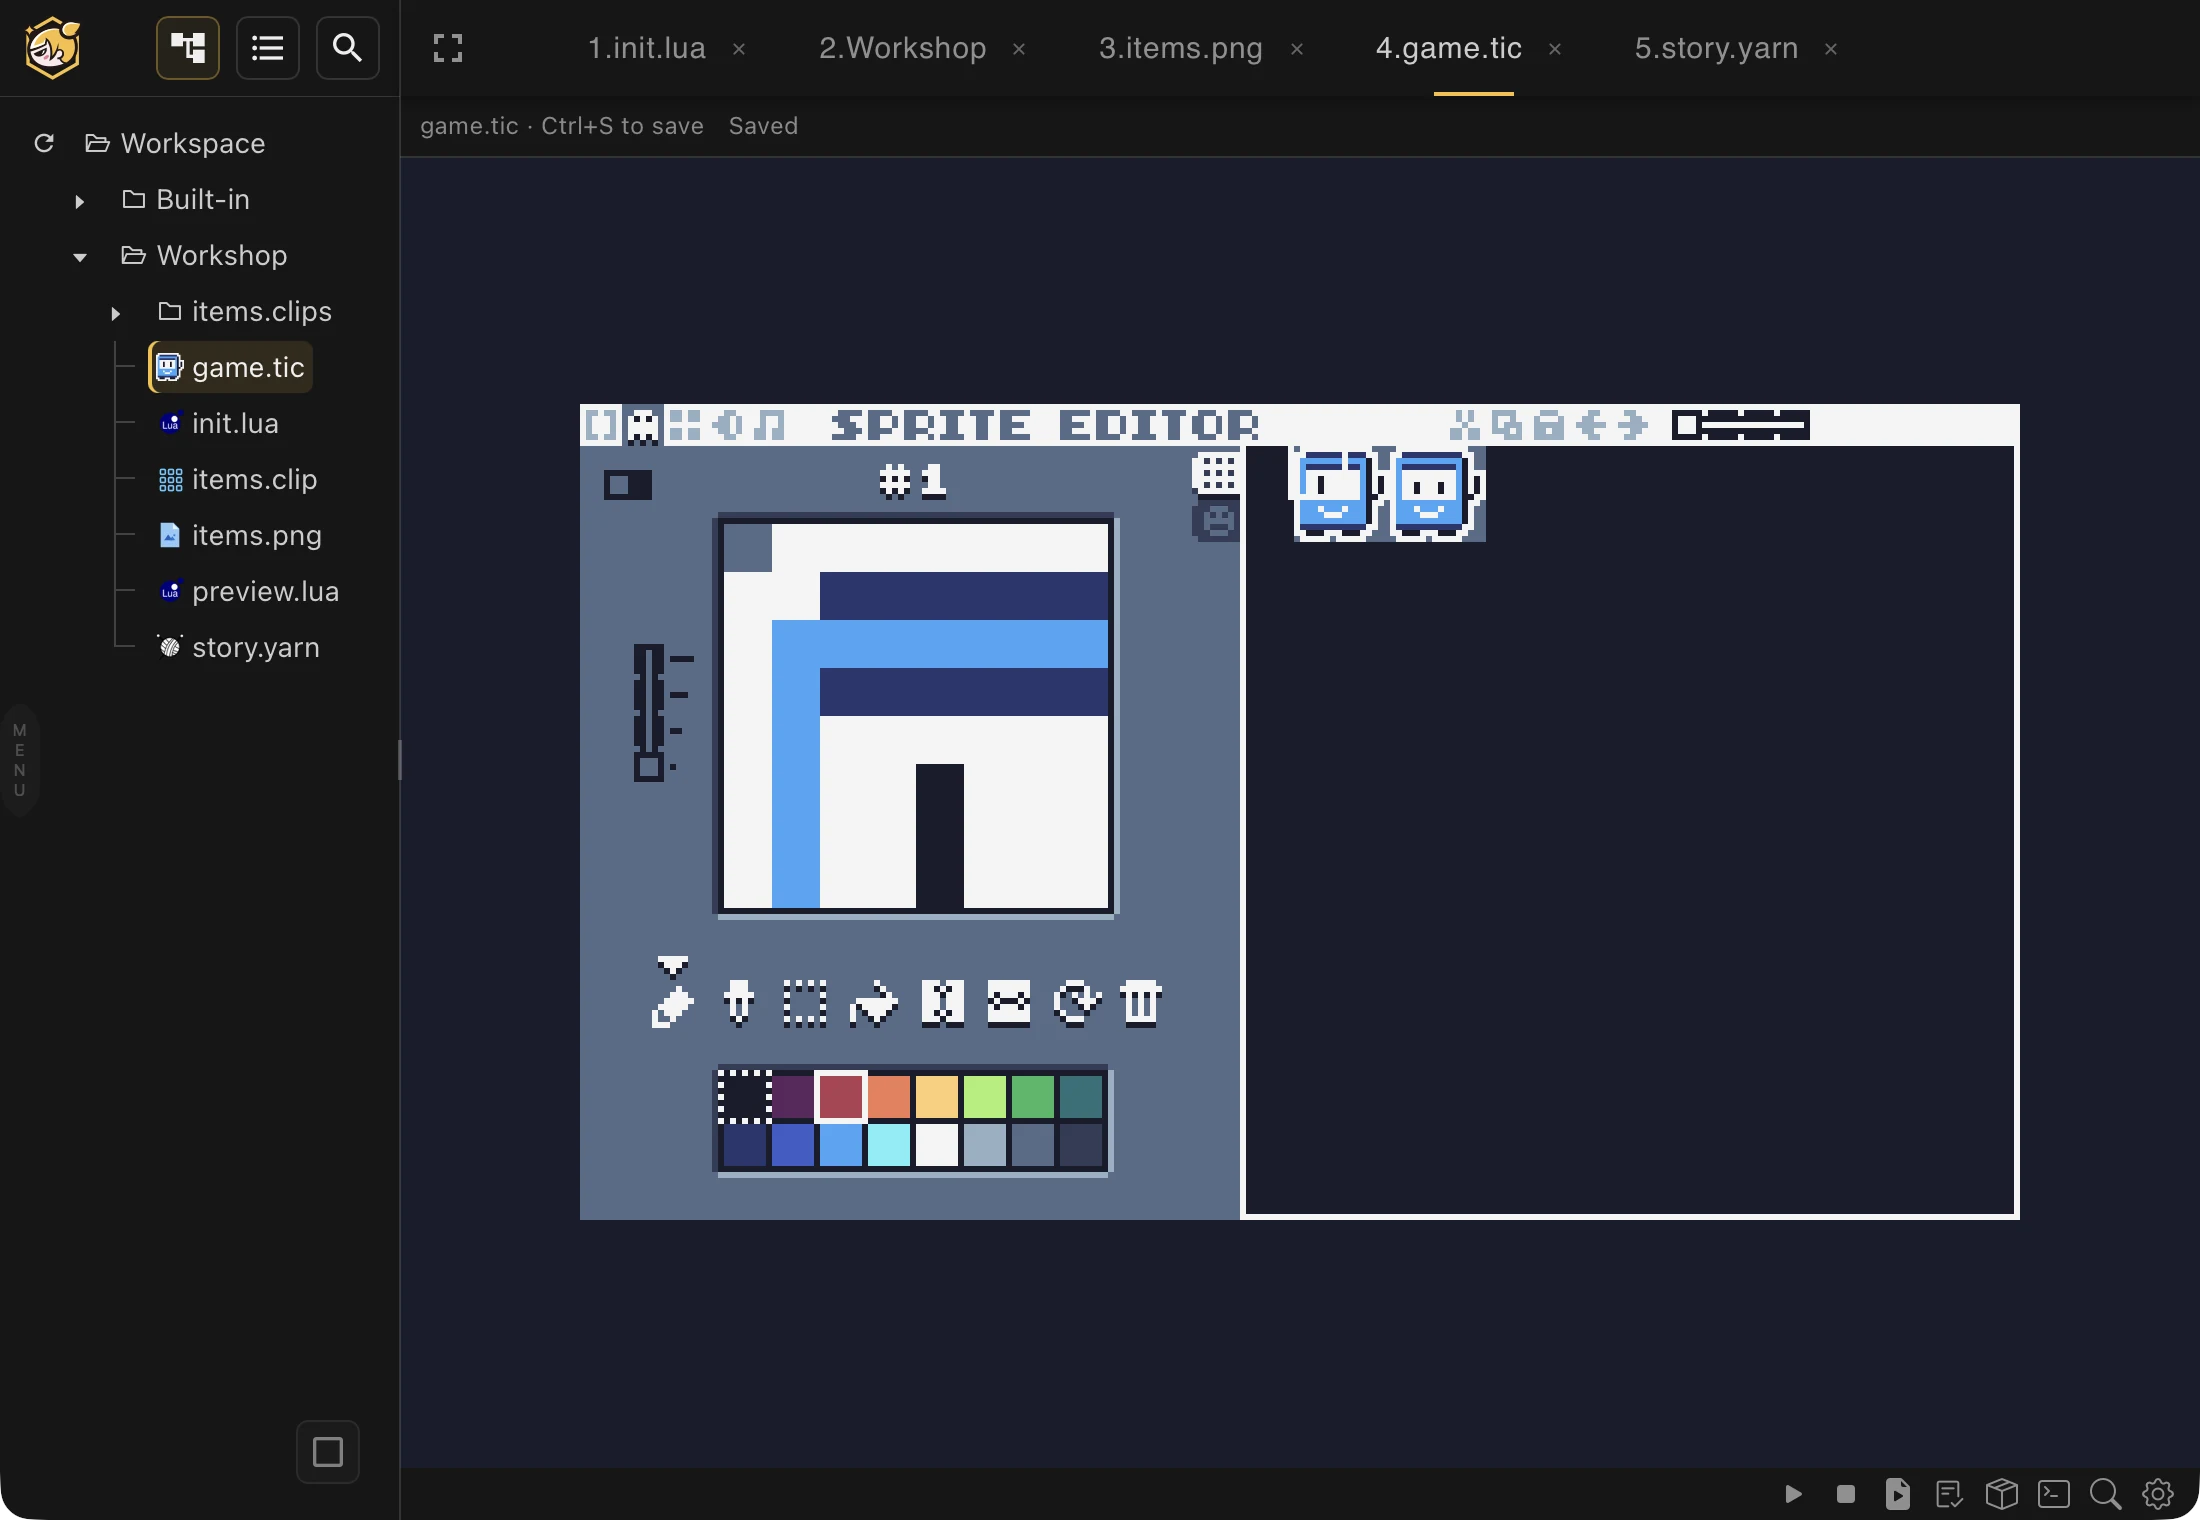 1.init.lua ×
2.Workshop ×
3.items.png ×
4.game.tic ×
5.story.yarn ×
game.tic · Ctrl+S to save Saved
Workspace
Built-in
Workshop
items.clips
game.tic
Lua init.lua
items.clip
items.png
Lua preview.lua
story.yarn
MENU
SPRITE EDITOR
#1